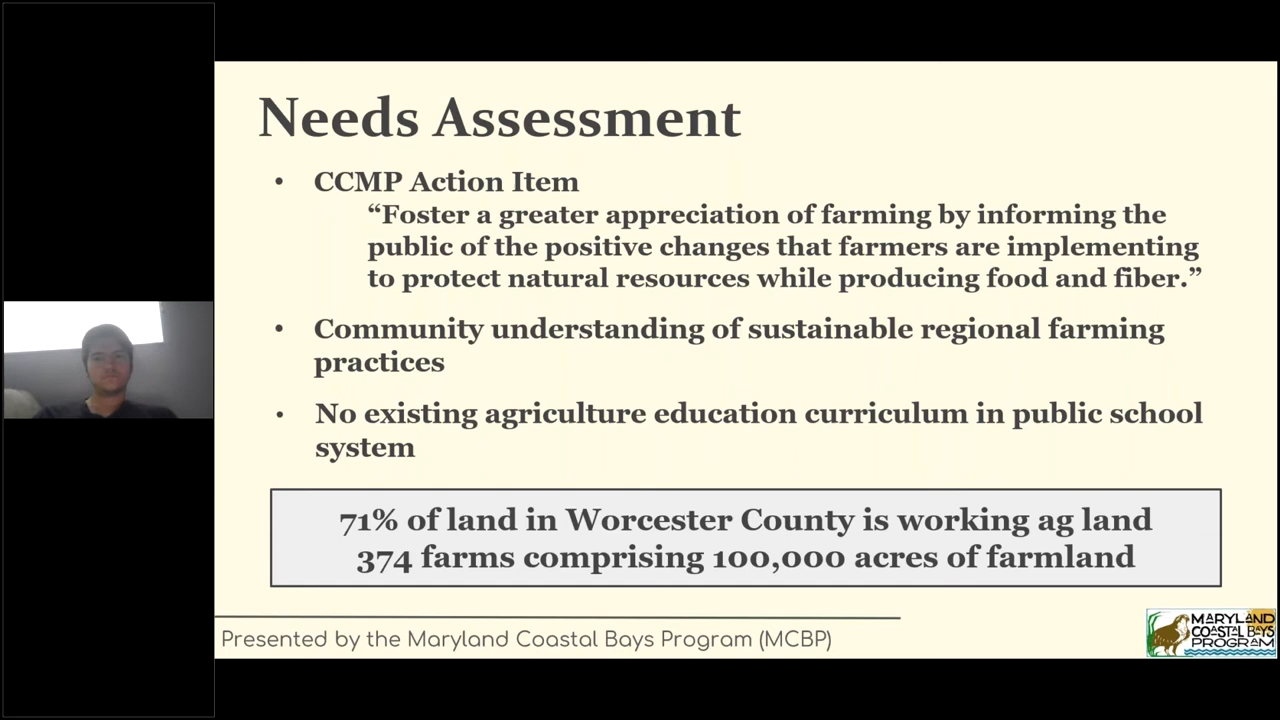 Needs Assessment
• CCMP Action Item
“Foster a greater appreciation of farming by informing the
public of the positive changes that farmers are implementing
to protect natural resources while producing food and fiber.”
• Community understanding of sustainable regional farming
practices
• No existing agriculture education curriculum in public school
system
71% of land in Worcester County is working ag land
374 farms comprising 100,000 acres of farmland
Presented by the Maryland Coastal Bays Program (MCBP)
MARYLAND
COASTAL BAYS
PROGRAM